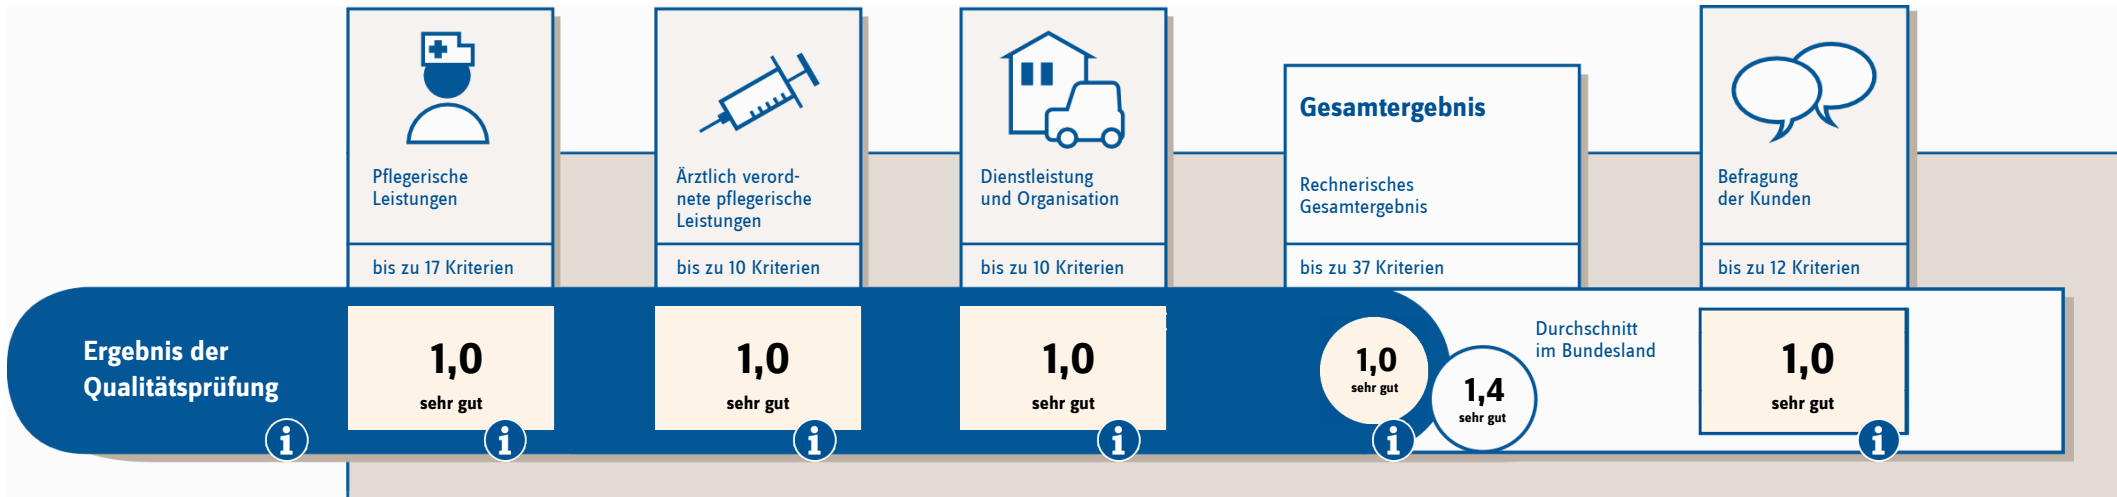 Pflegerische
Leistungen
bis zu 17 Kriterien
Ärztlich verord-
nete pflegerische
Leistungen
bis zu 10 Kriterien
Dienstleistung
und Organisation
bis zu 10 Kriterien
Gesamtergebnis
Rechnerisches
Gesamtergebnis
bis zu 37 Kriterien
Befragung
der Kunden
bis zu 12 Kriterien
Ergebnis der
Qualitätsprüfung
i
1,0
sehr gut
i
1,0
sehr gut
i
1,0
sehr gut
i
1,0
sehr gut
i
1,4
sehr gut
Durchschnitt
im Bundesland
1,0
sehr gut
i